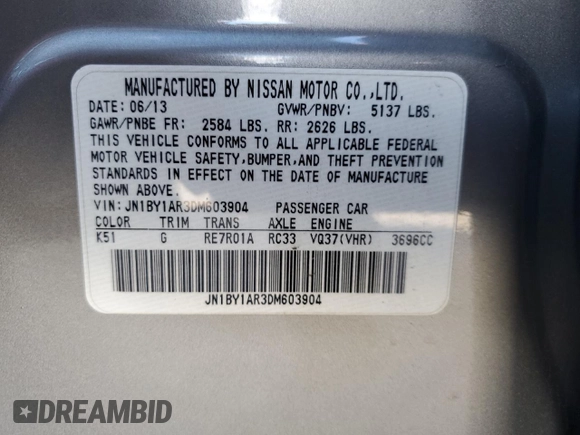 MANUFACTURED BY NISSAN MOTOR CO.,LTD.
DATE: 06/13 GVWR/PNBV: 5137 LBS.
GAWR/PNBE FR: 2584 LBS. RR: 2626 LBS.
THIS VEHICLE CONFORMS TO ALL APPLICABLE FEDERAL
MOTOR VEHICLE SAFETY,BUMPER,AND THEFT PREVENTION
STANDARDS IN EFFECT ON THE DATE OF MANUFACTURE
SHOWN ABOVE.
VIN: JN1BY1AR3DM603904 PASSENGER CAR
COLOR TRIM TRANS AXLE ENGINE
K51 G RE7R01A RC33 VQ37(VHR) 3696CC
JN1BY1AR3DM603904
DREAMBID